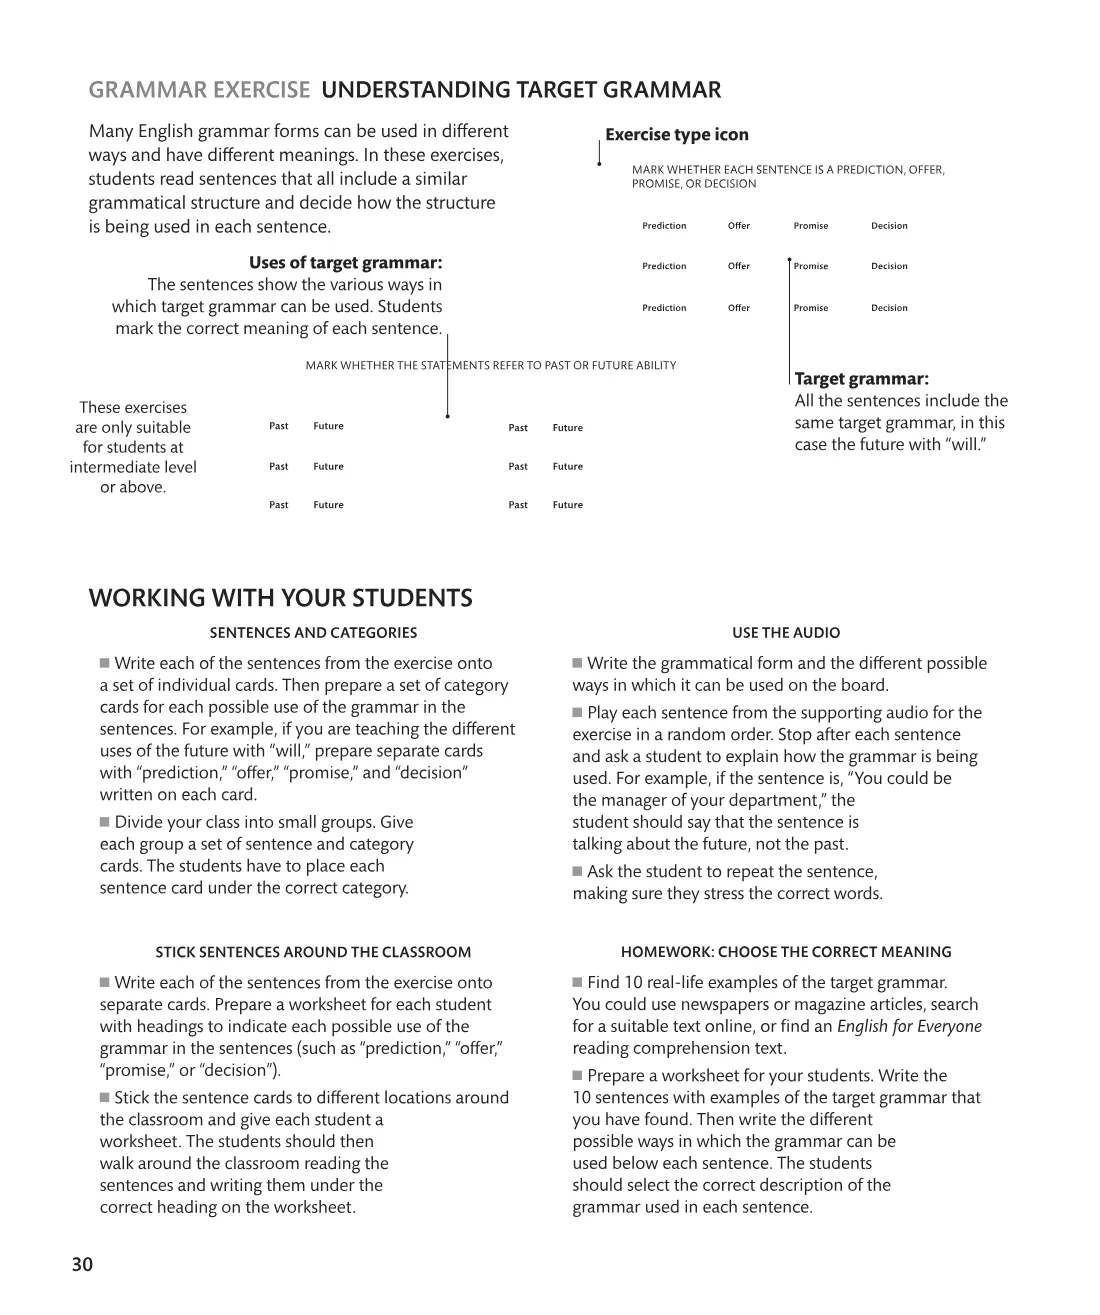 GRAMMAR EXERCISE UNDERSTANDING TARGET GRAMMAR
Many English grammar forms can be used in different
ways and have different meanings. In these exercises,
students read sentences that all include a similar
grammatical structure and decide how the structure
is being used in each sentence.
Exercise type icon
MARK WHETHER EACH SENTENCE IS A PREDICTION, OFFER,
PROMISE, OR DECISION
Prediction Offer Promise Decision
Prediction Offer Promise Decision
Prediction Offer Promise Decision
Uses of target grammar:
The sentences show the various ways in
which target grammar can be used. Students
mark the correct meaning of each sentence.
MARK WHETHER THE STATEMENTS REFER TO PAST OR FUTURE ABILITY
Target grammar:
All the sentences include the
same target grammar, in this
case the future with “will.”
These exercises
are only suitable
for students at
intermediate level
or above.
Past Future Past Future
Past Future Past Future
Past Future Past Future
WORKING WITH YOUR STUDENTS
SENTENCES AND CATEGORIES
■ Write each of the sentences from the exercise onto
a set of individual cards. Then prepare a set of category
cards for each possible use of the grammar in the
sentences. For example, if you are teaching the different
uses of the future with “will,” prepare separate cards
with “prediction,” “offer,” “promise,” and “decision”
written on each card.
■ Divide your class into small groups. Give
each group a set of sentence and category
cards. The students have to place each
sentence card under the correct category.
USE THE AUDIO
■ Write the grammatical form and the different possible
ways in which it can be used on the board.
■ Play each sentence from the supporting audio for the
exercise in a random order. Stop after each sentence
and ask a student to explain how the grammar is being
used. For example, if the sentence is, “You could be
the manager of your department,” the
student should say that the sentence is
talking about the future, not the past.
■ Ask the student to repeat the sentence,
making sure they stress the correct words.
STICK SENTENCES AROUND THE CLASSROOM
■ Write each of the sentences from the exercise onto
separate cards. Prepare a worksheet for each student
with headings to indicate each possible use of the
grammar in the sentences (such as “prediction,” “offer,”
“promise,” or “decision”).
■ Stick the sentence cards to different locations around
the classroom and give each student a
worksheet. The students should then
walk around the classroom reading the
sentences and writing them under the
correct heading on the worksheet.
HOMEWORK: CHOOSE THE CORRECT MEANING
■ Find 10 real-life examples of the target grammar.
You could use newspapers or magazine articles, search
for a suitable text online, or find an English for Everyone
reading comprehension text.
■ Prepare a worksheet for your students. Write the
10 sentences with examples of the target grammar that
you have found. Then write the different
possible ways in which the grammar can be
used below each sentence. The students
should select the correct description of the
grammar used in each sentence.
30